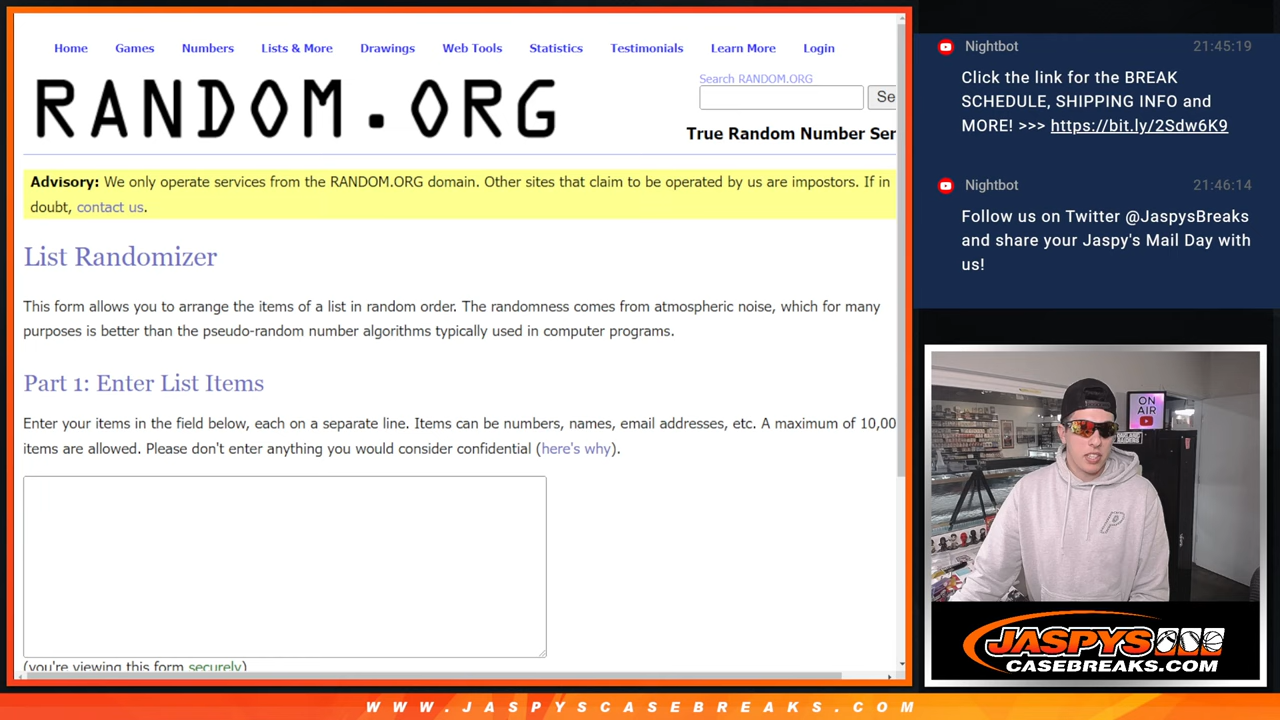 Home Games Numbers Lists & More Drawings Web Tools Statistics Testimonials Learn More Login
RANDOM.ORG
Search RANDOM.ORG
Se
True Random Number Ser
Advisory: We only operate services from the RANDOM.ORG domain. Other sites that claim to be operated by us are impostors. If in
doubt, contact us.
List Randomizer
This form allows you to arrange the items of a list in random order. The randomness comes from atmospheric noise, which for many
purposes is better than the pseudo-random number algorithms typically used in computer programs.
Part 1: Enter List Items
Enter your items in the field below, each on a separate line. Items can be numbers, names, email addresses, etc. A maximum of 10,00
items are allowed. Please don't enter anything you would consider confidential (here's why).
(you're viewing this form securely)
Nightbot 21:45:19
Click the link for the BREAK
SCHEDULE, SHIPPING INFO and
MORE! >>> https://bit.ly/2Sdw6K9
Nightbot 21:46:14
Follow us on Twitter @JaspysBreaks
and share your Jaspy's Mail Day with
us!
ON
AIR
P
JASPYS
CASEBREAKS.COM
WWW.JASPYSCASEBREAKS.COM